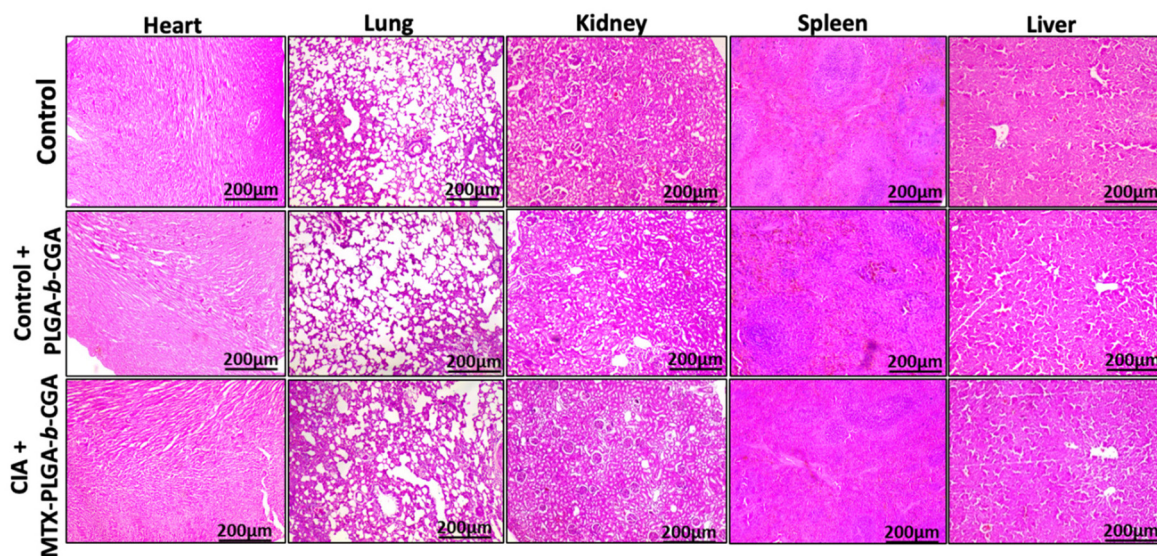 Heart Lung Kidney Spleen Liver
Control
200μm 200μm 200μm 200μm 200μm
Control +
PLGA-b-CGA
200μm 200μm 200μm 200μm 200μm
CIA +
MTX-PLGA-b-CGA
200μm 200μm 200μm 200μm 200μm